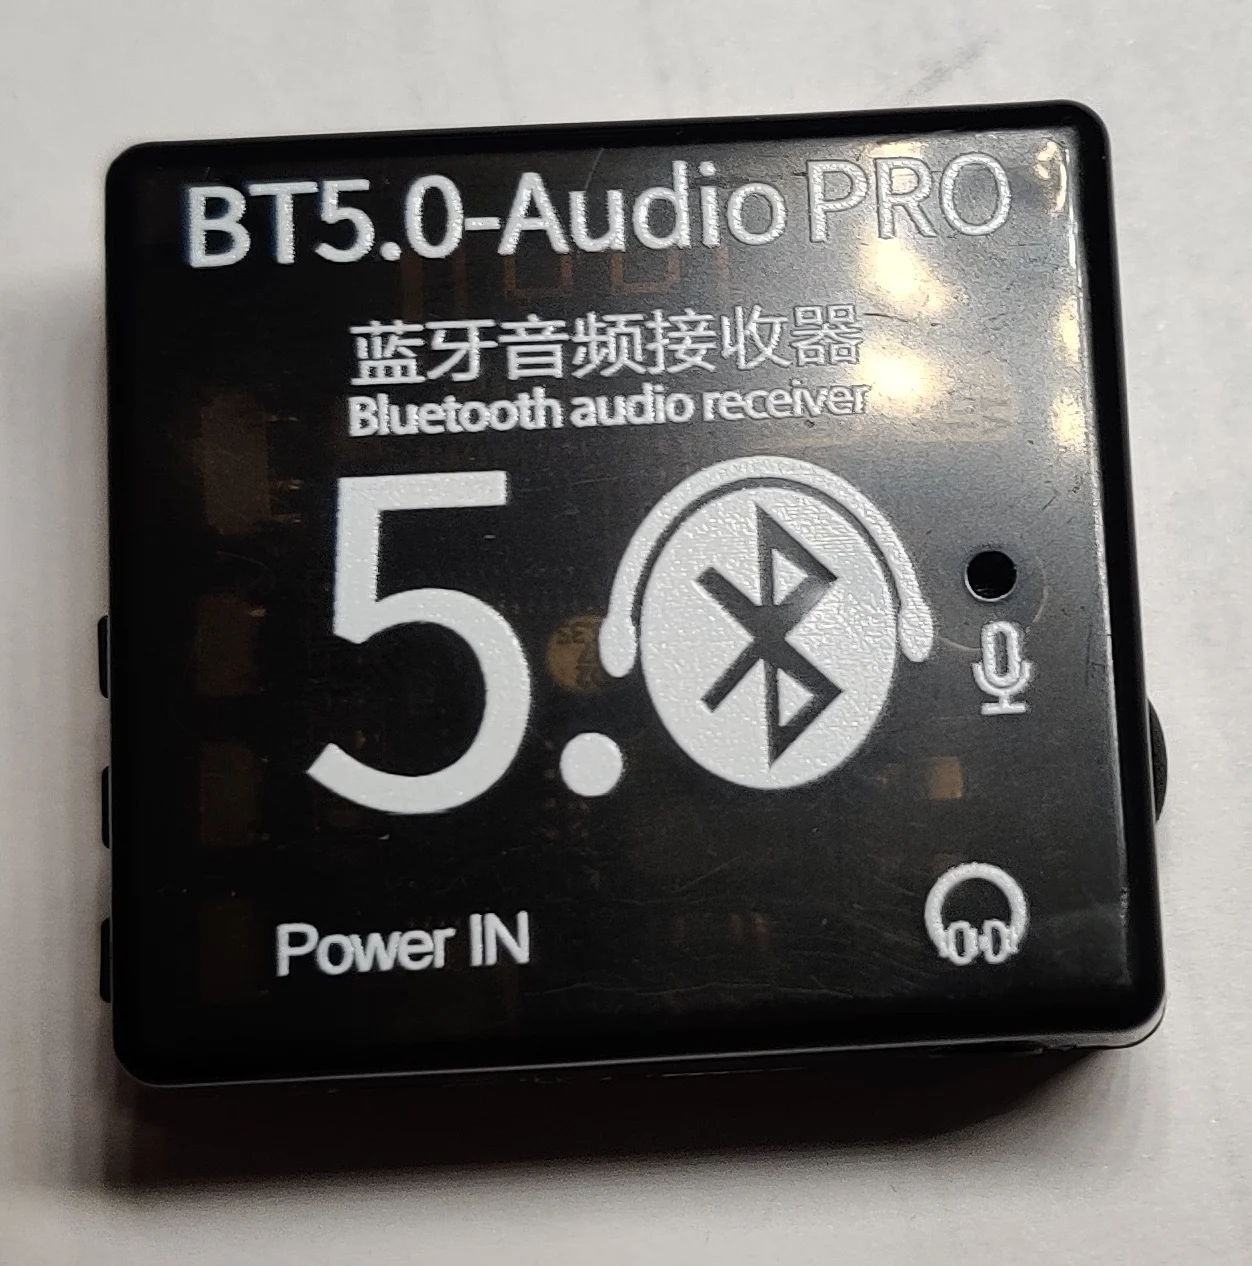 BT5.0-Audio PRO
蓝牙音频接收器
Bluetooth audio receiver
5.0
Power IN